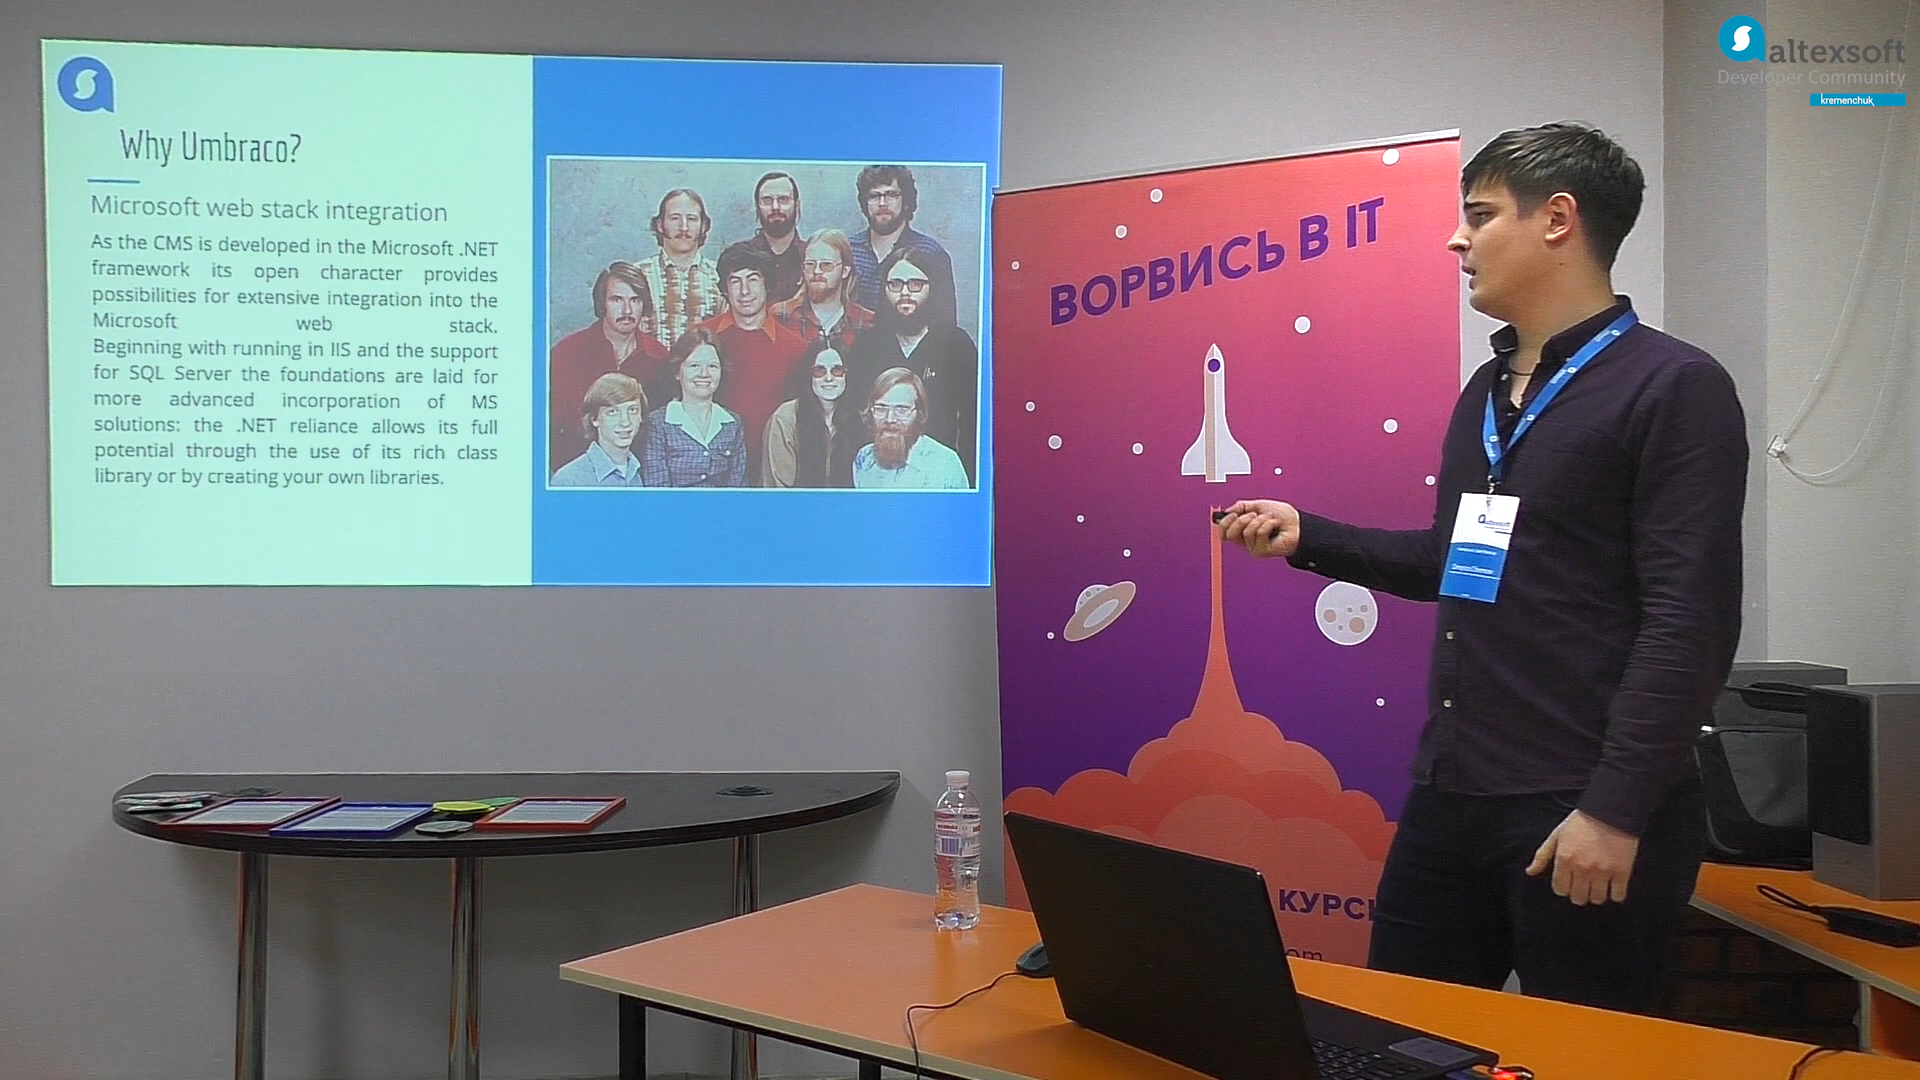 Why Umbraco?
Microsoft web stack integration
As the CMS is developed in the Microsoft .NET
framework its open character provides
possibilities for extensive integration into the
Microsoft web stack.
Beginning with running in IIS and the support
for SQL Server the foundations are laid for
more advanced incorporation of MS
solutions: the .NET reliance allows its full
potential through the use of its rich class
library or by creating your own libraries.
ВОРВИСЬ В IT
altexsoft
Developer Community
kremenchuk
altexsoft